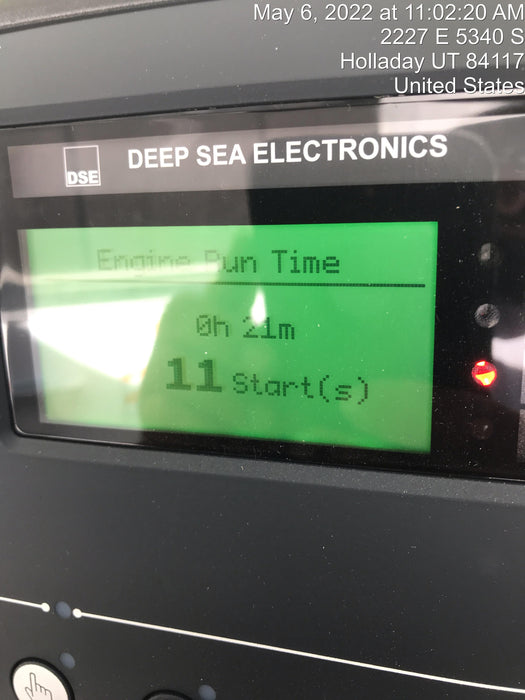 May 6, 2022 at 11:02:20 AM
2227 E 5340 S
Holladay UT 84117
United States
DSE DEEP SEA ELECTRONICS
Engine Run Time
0h 21m
11 Start(s)